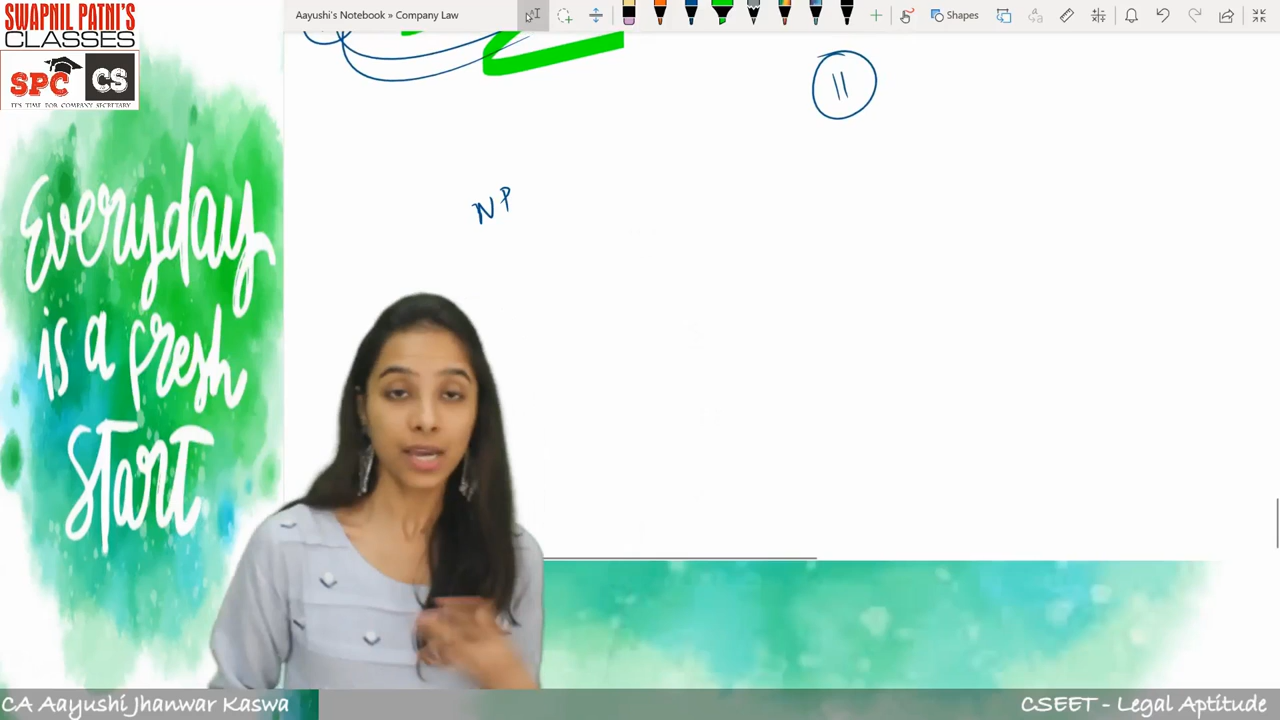 SWAPNIL PATNI'S
CLASSES
SPC CS
IT'S TIME FOR COMPANY SECRETARY
Aayushi's Notebook » Company Law
Shapes
11
NP
Everyday
is a fresh
start
CA Aayushi Jhanwar Kaswa
CSEET - Legal Aptitude